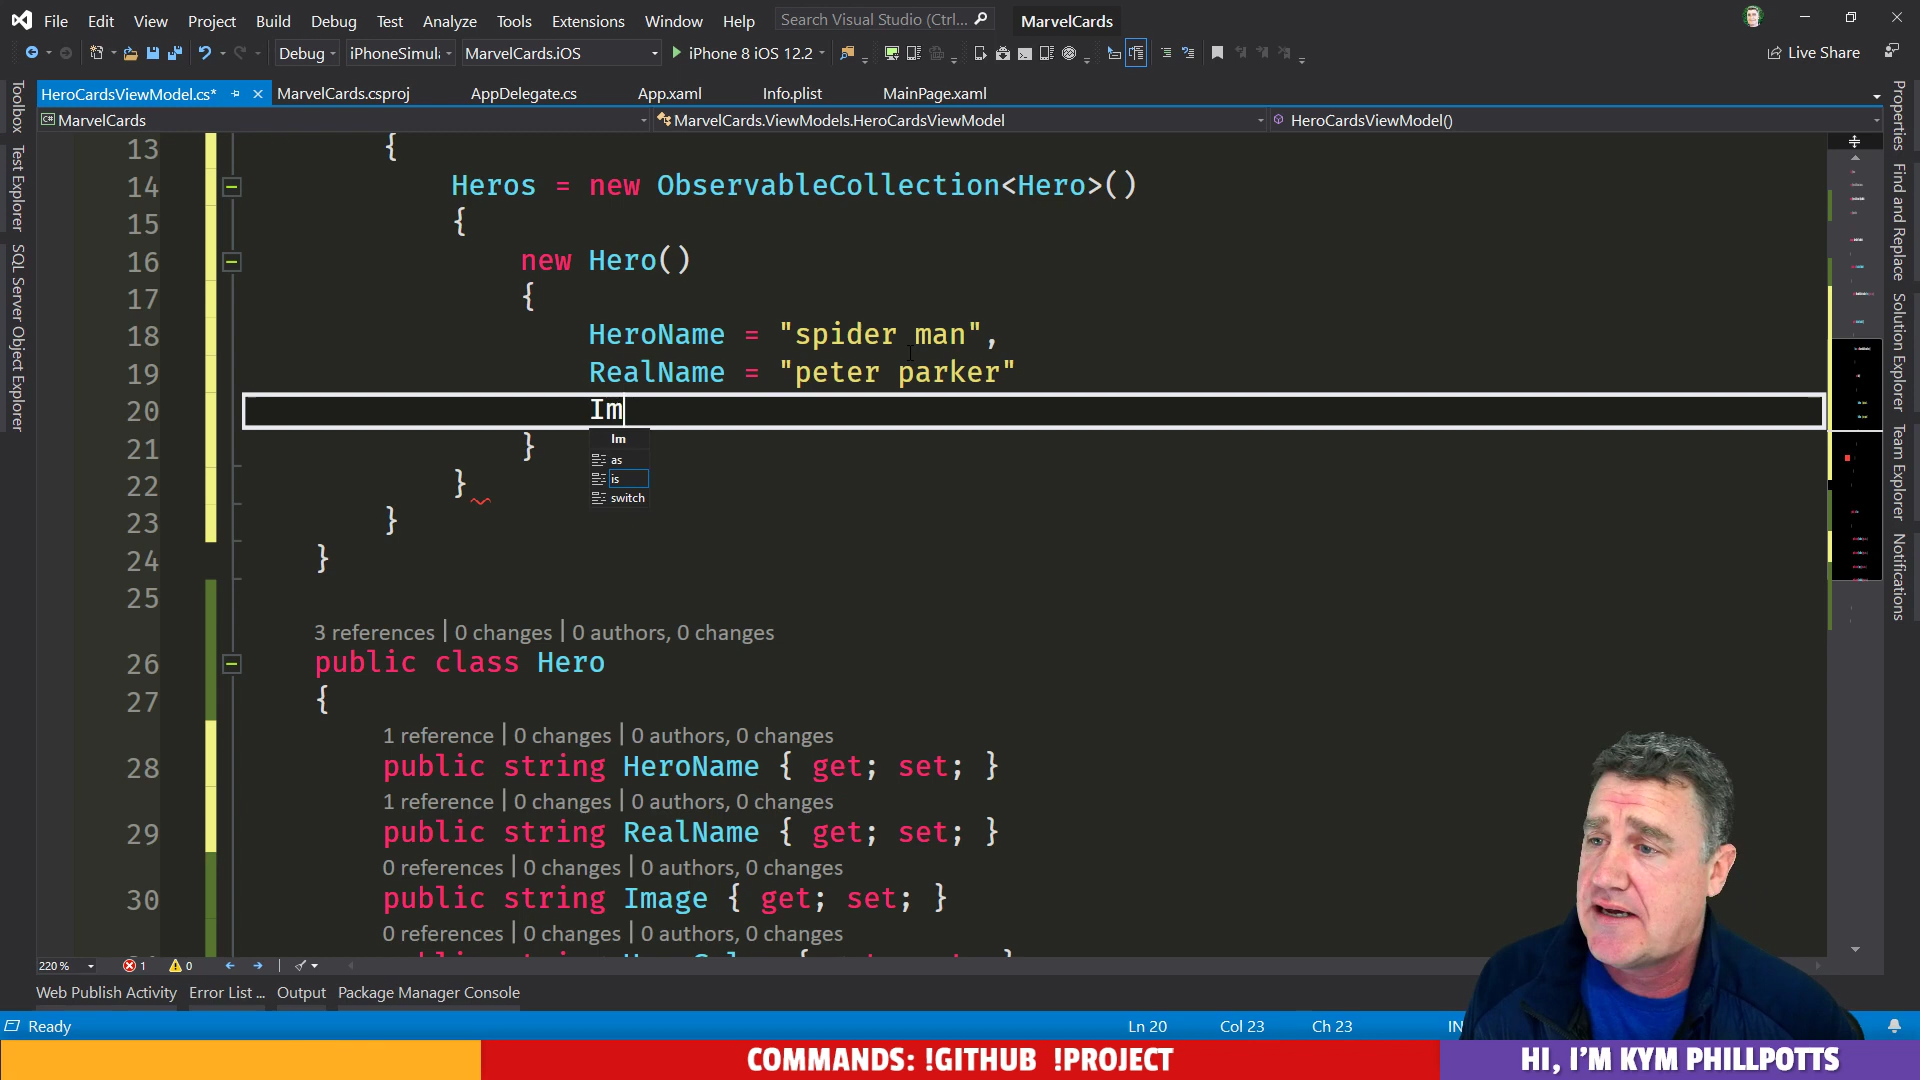 File Edit View Project Build Debug Test Analyze Tools Extensions Window Help Search Visual Studio (Ctrl... MarvelCards
Debug iPhoneSimula MarvelCards.iOS iPhone 8 iOS 12.2 Live Share
HeroCardsViewModel.cs* MarvelCards.csproj AppDelegate.cs App.xaml Info.plist MainPage.xaml
MarvelCards MarvelCards.ViewModels.HeroCardsViewModel HeroCardsViewModel()
Toolbox
Test Explorer
SQL Server Object Explorer
13 {
14 Heros = new ObservableCollection<Hero>()
15 {
16 new Hero()
17 {
18 HeroName = "spider man",
19 RealName = "peter parker"
20 Im
Im
as
is
switch
21 }
22 }
23 }
24 }
25
3 references | 0 changes | 0 authors, 0 changes
26 public class Hero
27 {
1 reference | 0 changes | 0 authors, 0 changes
28 public string HeroName { get; set; }
1 reference | 0 changes | 0 authors, 0 changes
29 public string RealName { get; set; }
0 references | 0 changes | 0 authors, 0 changes
30 public string Image { get; set; }
0 references | 0 changes | 0 authors, 0 changes
Properties
Find and Replace
Solution Explorer
Team Explorer
Notifications
220 % 1 0
Web Publish Activity Error List ... Output Package Manager Console
Ready Ln 20 Col 23 Ch 23 IN
COMMANDS: !GITHUB !PROJECT
HI, I'M KYM PHILLPOTTS